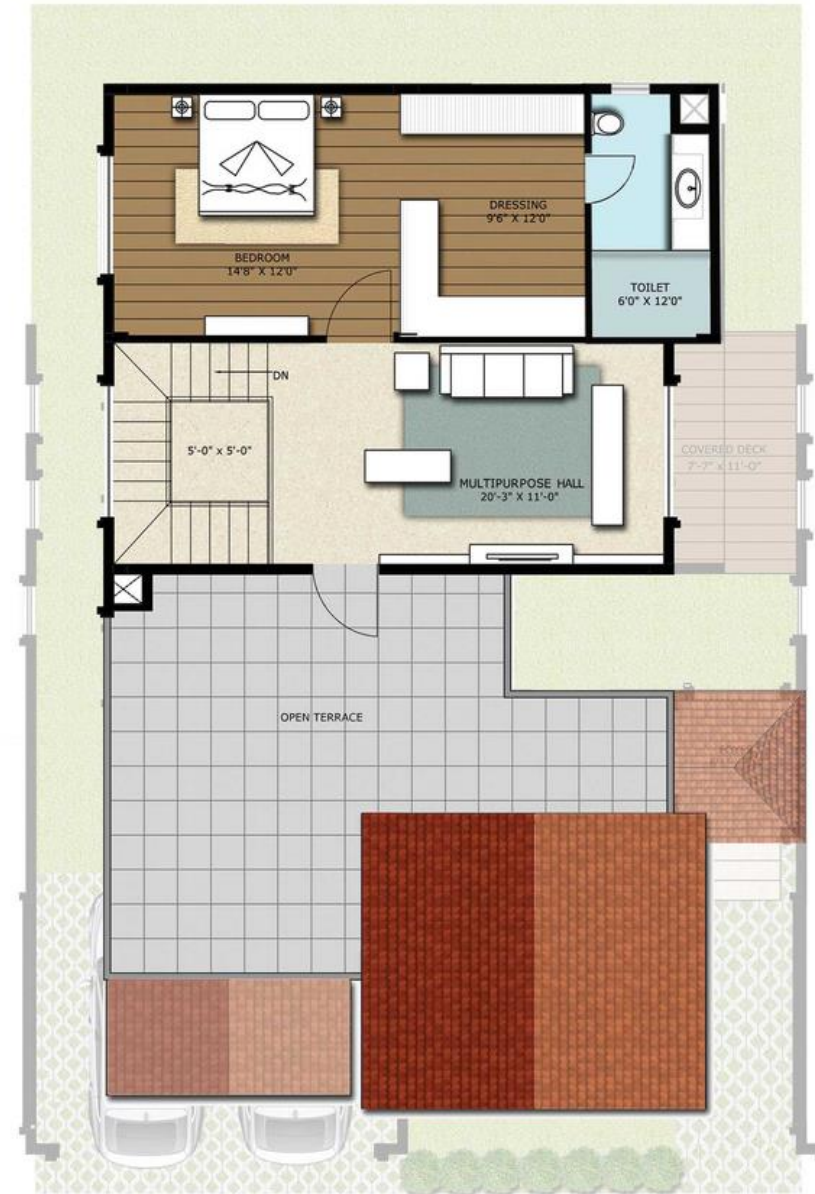 DRESSING
9'6" X 12'0"
BEDROOM
14'8" X 12'0"
TOILET
6'0" X 12'0"
DN
5'-0" x 5'-0"
COVERED DECK
7'-7" x 11'-0"
MULTIPURPOSE HALL
20'-3" X 11'-0"
OPEN TERRACE